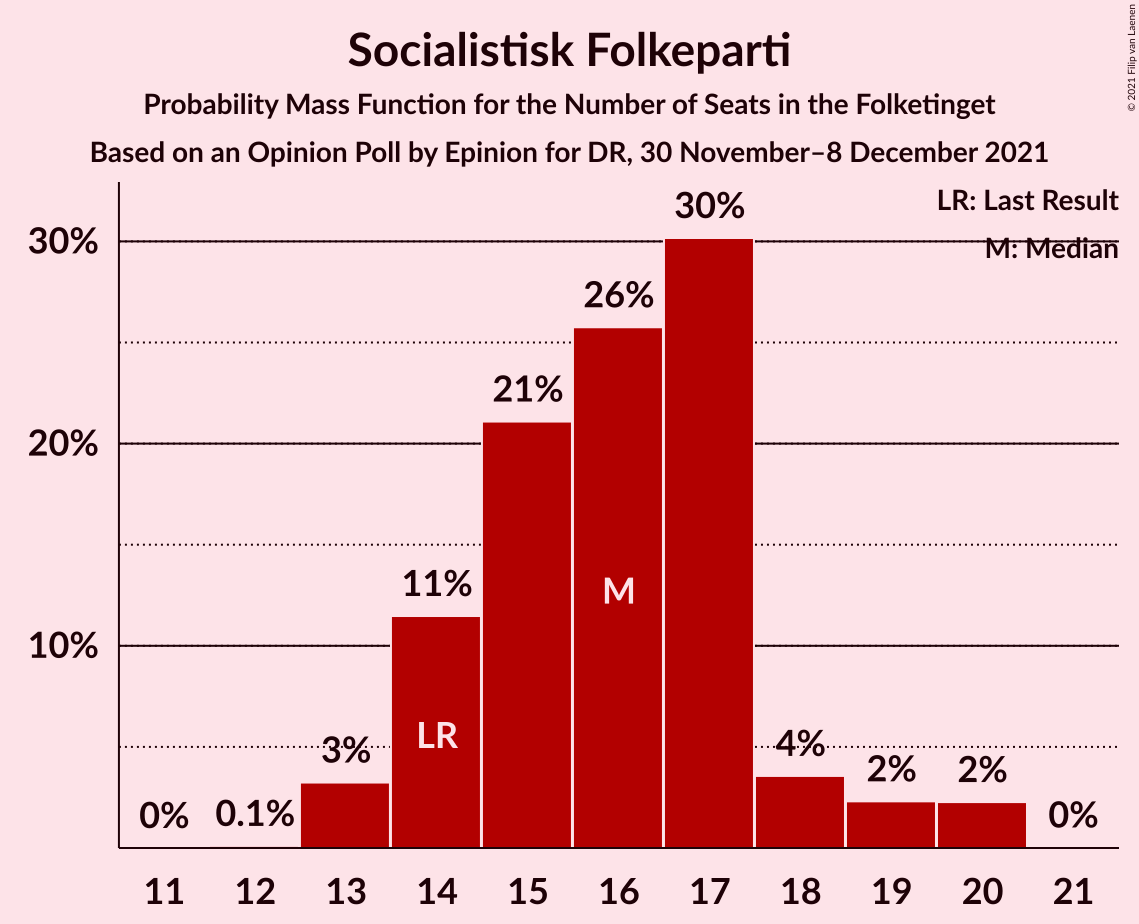 Socialistisk Folkeparti
Probability Mass Function for the Number of Seats in the Folketinget
Based on an Opinion Poll by Epinion for DR, 30 November–8 December 2021
© 2021 Filip van Laenen
LR: Last Result
M: Median
30%
20%
10%
0%
0.1%
3%
11%
21%
26%
30%
4%
2%
2%
0%
LR
M
11 12 13 14 15 16 17 18 19 20 21